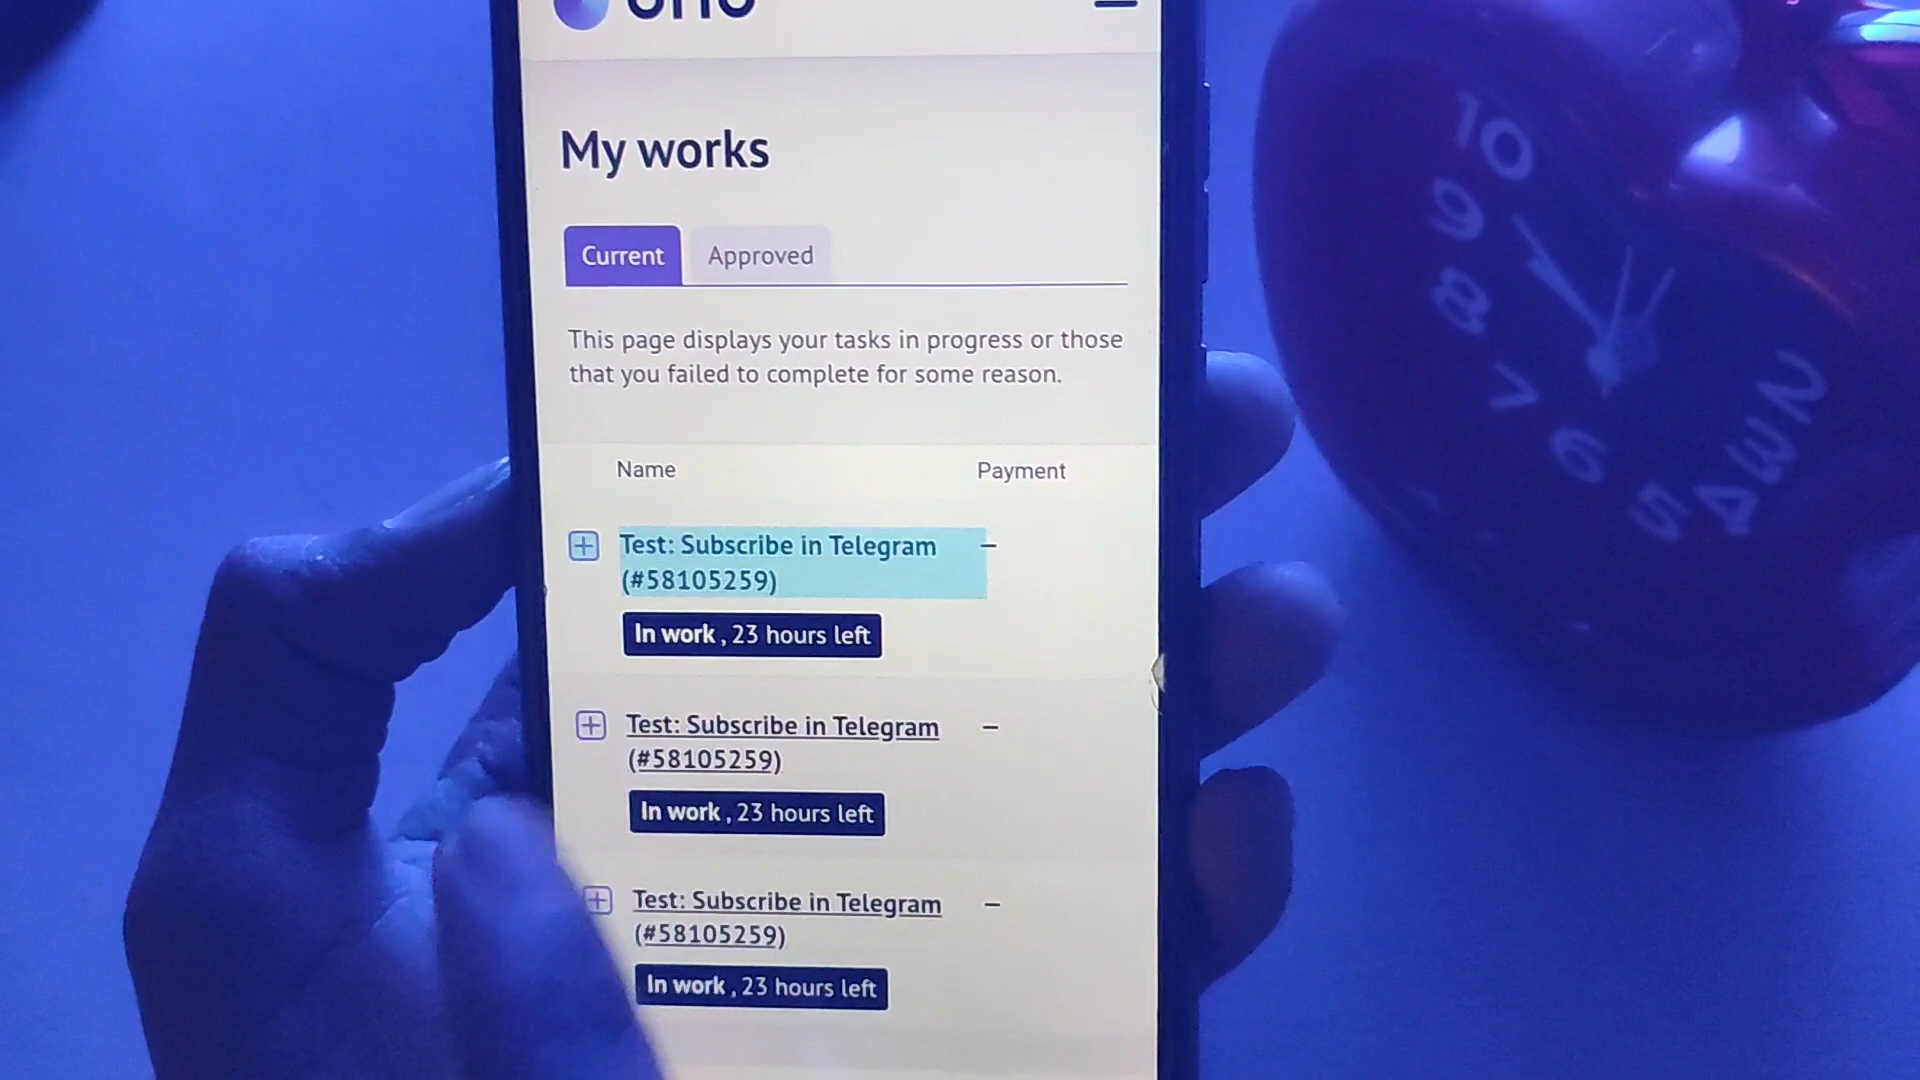 My works
Current Approved
This page displays your tasks in progress or those
that you failed to complete for some reason.
Name Payment
Test: Subscribe in Telegram –
(#58105259)
In work , 23 hours left
Test: Subscribe in Telegram –
(#58105259)
In work , 23 hours left
Test: Subscribe in Telegram –
(#58105259)
In work , 23 hours left
10
9
8
7
6
5
4
3
2